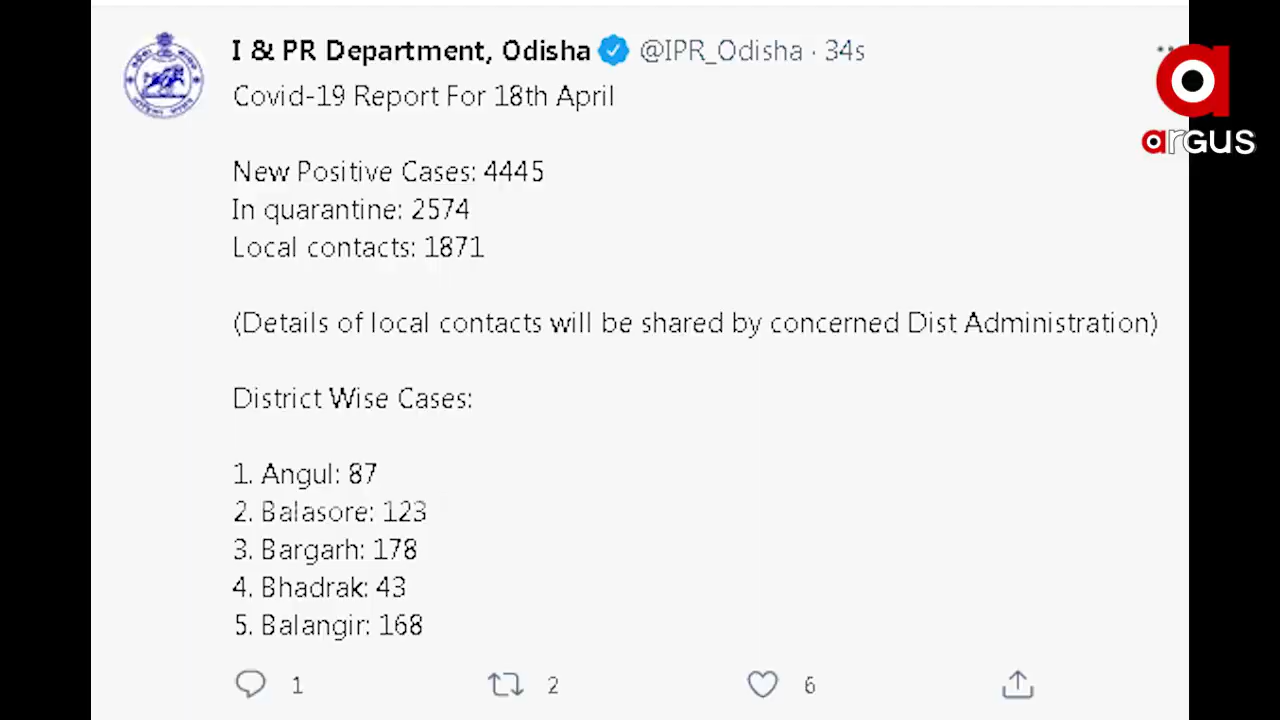 I & PR Department, Odisha @IPR_Odisha · 34s
Covid-19 Report For 18th April
New Positive Cases: 4445
In quarantine: 2574
Local contacts: 1871
(Details of local contacts will be shared by concerned Dist Administration)
District Wise Cases:
1. Angul: 87
2. Balasore: 123
3. Bargarh: 178
4. Bhadrak: 43
5. Balangir: 168
1 2 6
a
argus